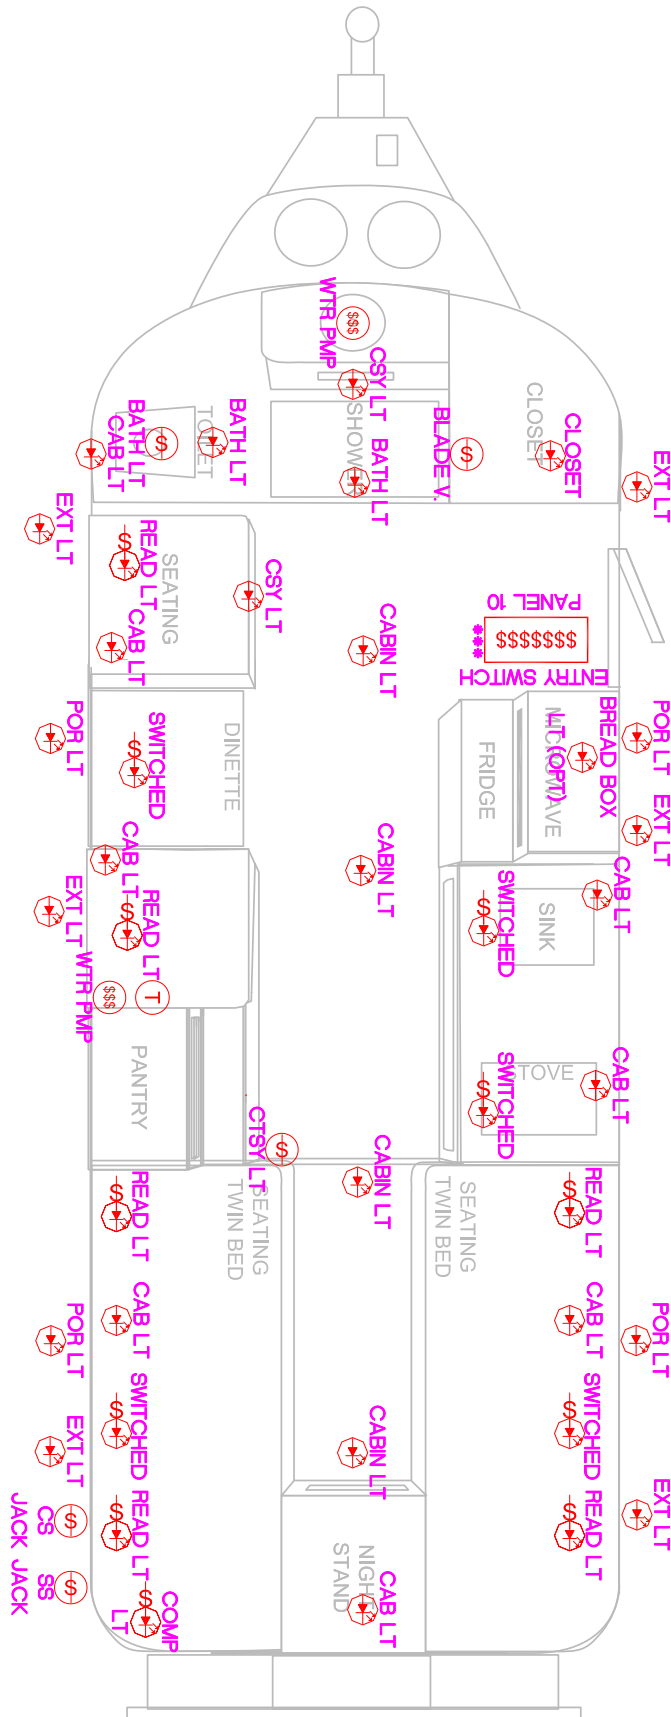 WTR PMP
$$$
CSY LT
SHOWER
BATH LT
BLADE V.
$
CLOSET
CLOSET
EXT LT
TOILET
BATH LT
BATH LT
$
CAB LT
EXT LT
$
READ LT
SEATING
CSY LT
CAB LT
CABIN LT
PANEL 10
$$$$$$$
***
ENTRY SWITCH
POR LT
$
SWITCHED
DINETTE
FRIDGE
MICROWAVE
BREAD BOX
LT (OPT)
POR LT
EXT LT
CAB LT
CABIN LT
EXT LT
$
READ LT
$
SWITCHED
SINK
CAB LT
WTR PMP
$$$
T
PANTRY
$
SWITCHED
STOVE
CAB LT
CTSY LT
$
CABIN LT
$
READ LT
SEATING
TWIN BED
SEATING
TWIN BED
$
READ LT
POR LT
CAB LT
CAB LT
POR LT
$
SWITCHED
CABIN LT
$
SWITCHED
EXT LT
CS
JACK
$
$
READ LT
$
READ LT
EXT LT
SS
JACK
$
$
COMP
LT
NIGHT
STAND
CAB LT